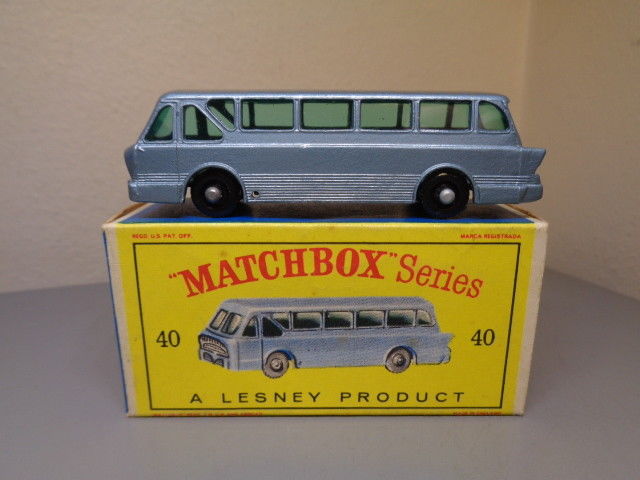 REGD. U.S. PAT. OFF. MARCA REGISTRADA
"MATCHBOX" Series
40 40
A LESNEY PRODUCT